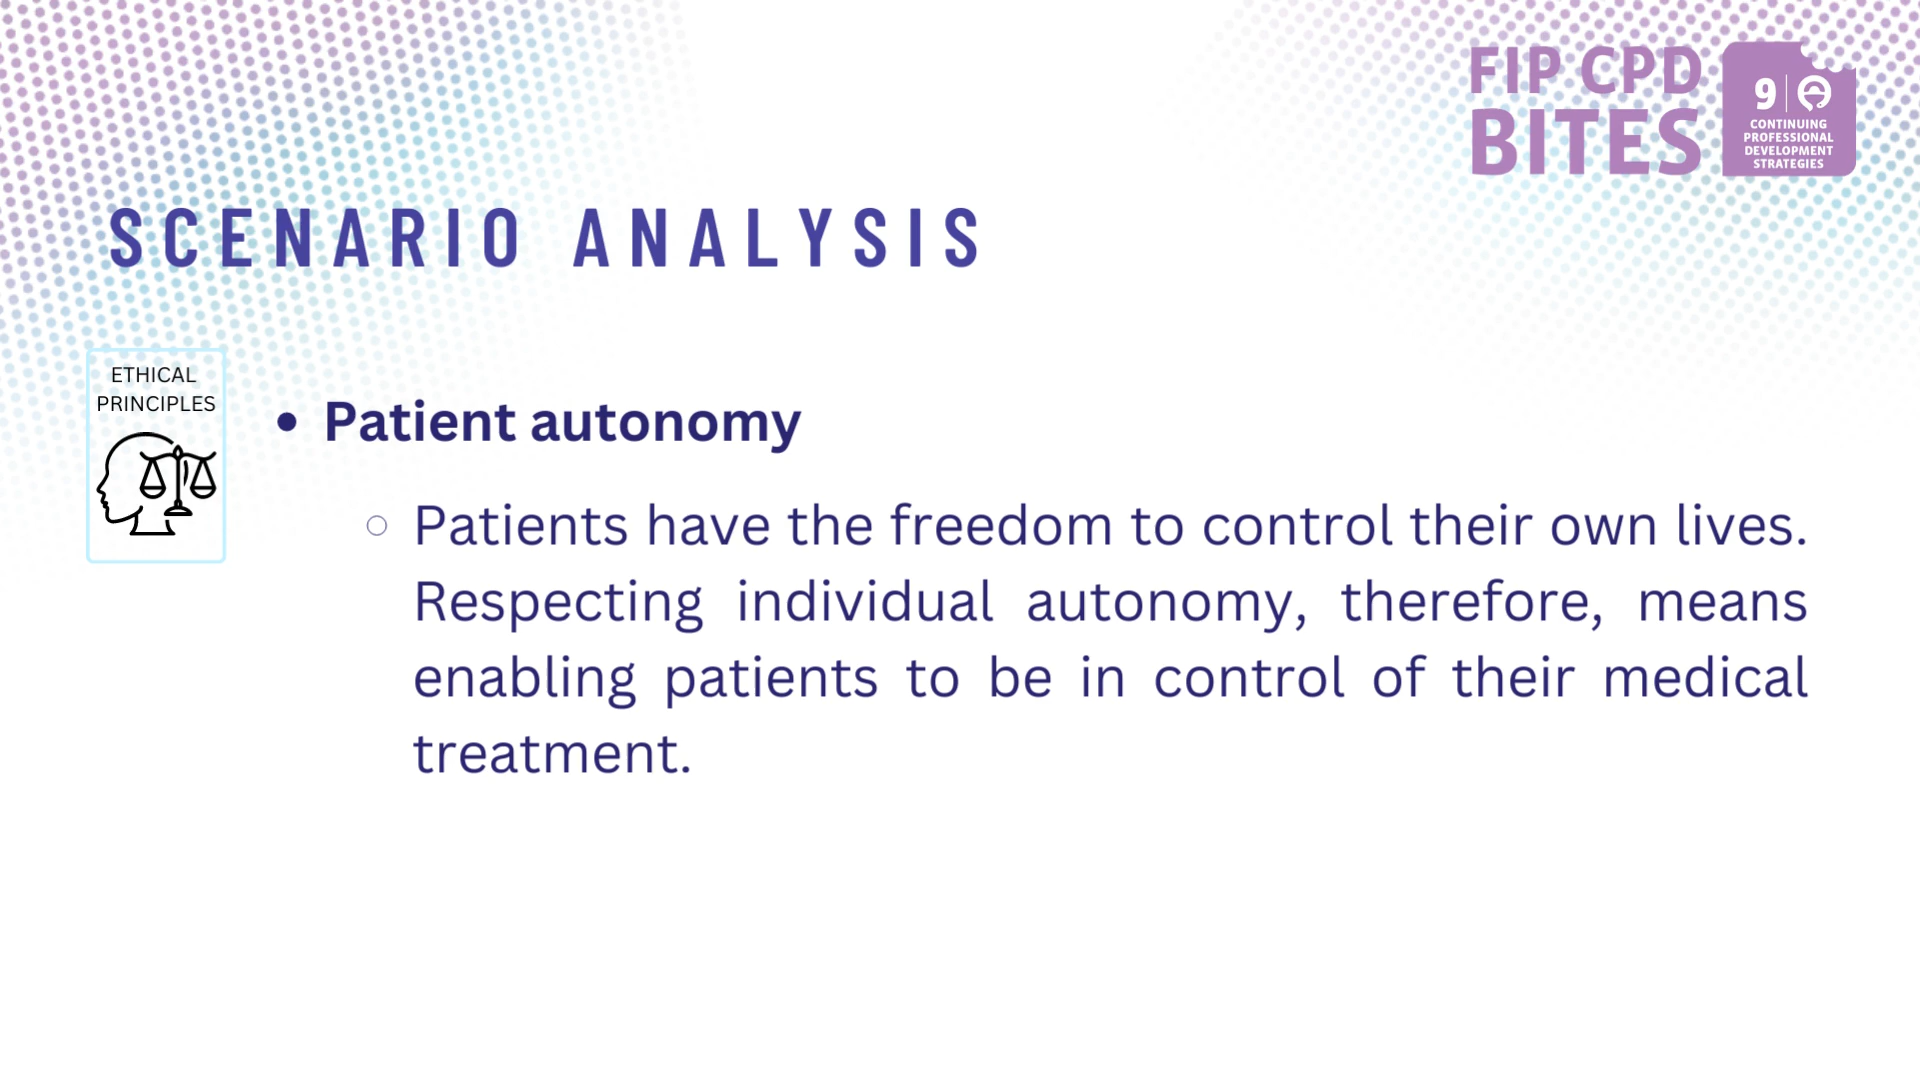 FIP CPD
BITES
9
CONTINUING
PROFESSIONAL
DEVELOPMENT
STRATEGIES
SCENARIO ANALYSIS
ETHICAL
PRINCIPLES
• Patient autonomy
○ Patients have the freedom to control their own lives.
Respecting individual autonomy, therefore, means
enabling patients to be in control of their medical
treatment.